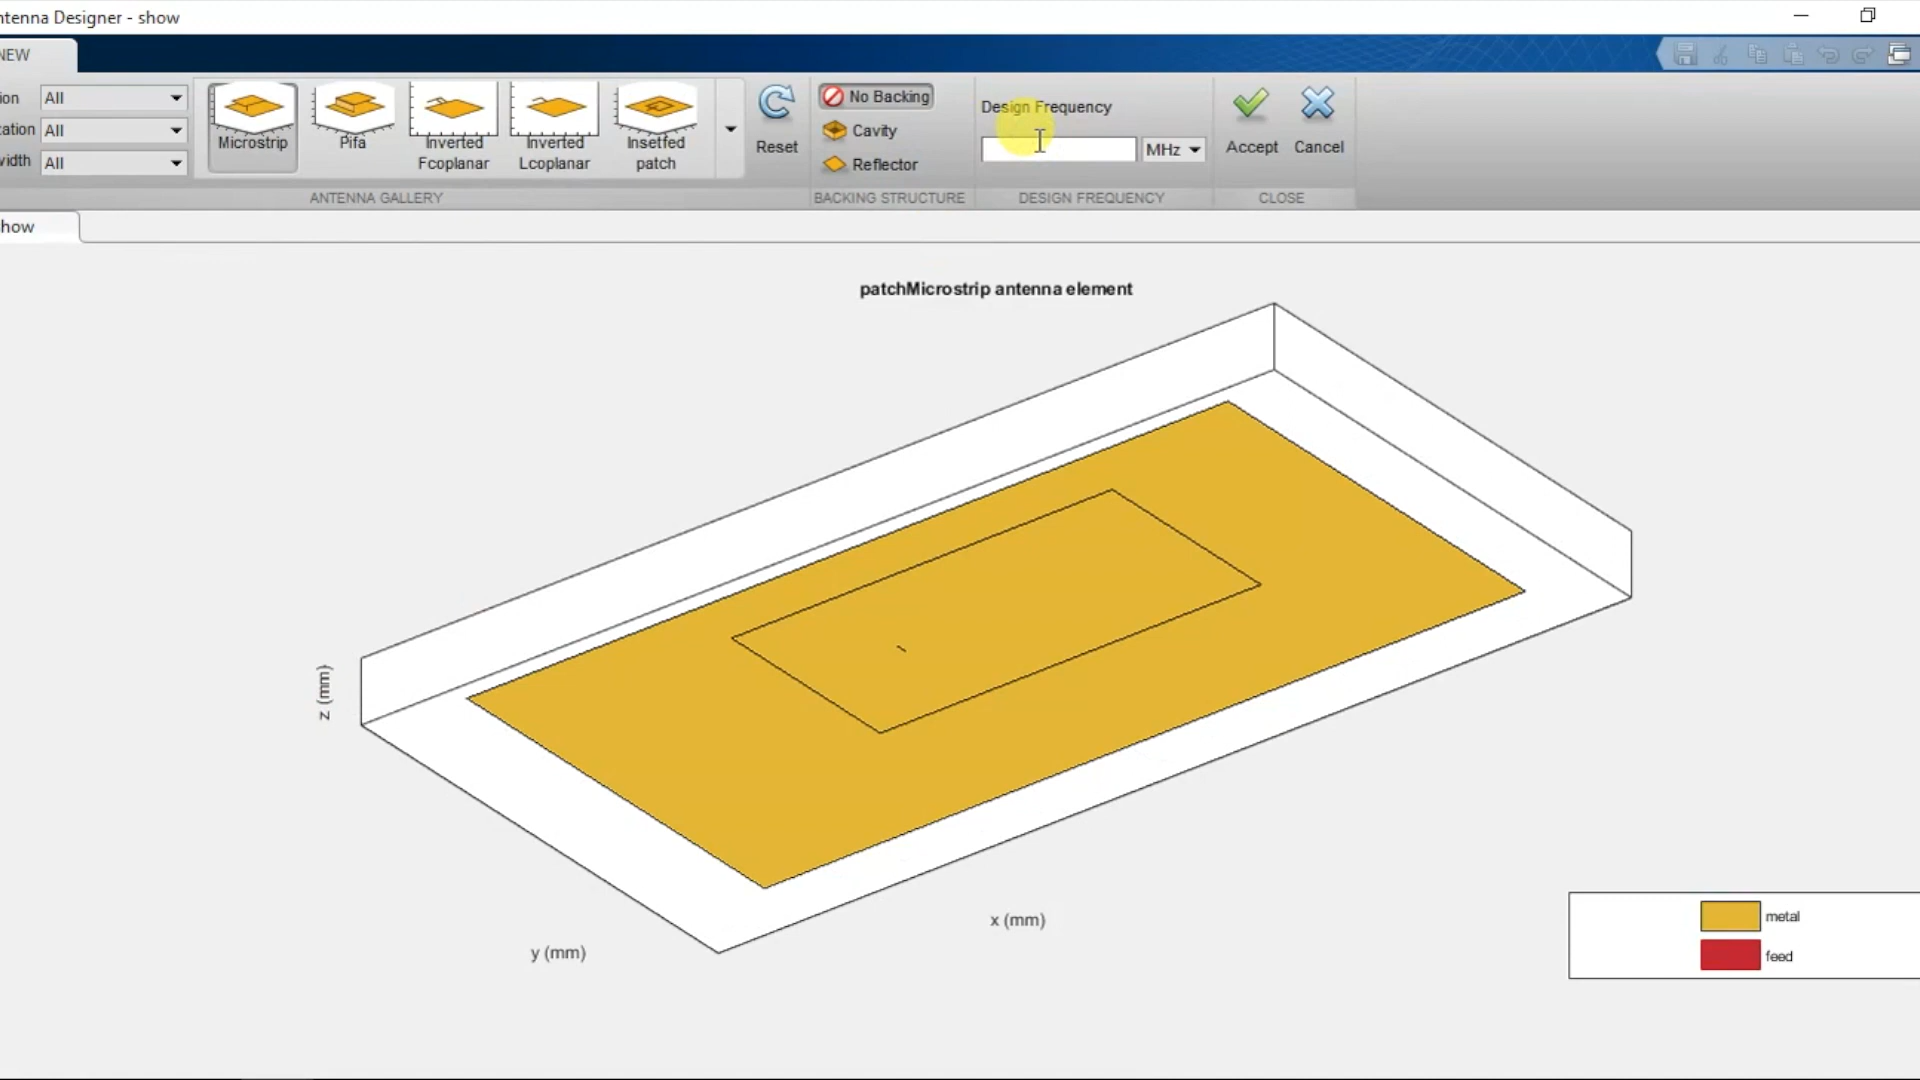 ntenna Designer - show
NEW
ion All
ation All
vidth All
Microstrip
Pifa
Inverted
Fcoplanar
Inverted
Lcoplanar
Insetfed
patch
Reset
No Backing
Cavity
Reflector
Design Frequency
MHz
Accept
Cancel
ANTENNA GALLERY
BACKING STRUCTURE
DESIGN FREQUENCY
CLOSE
how
patchMicrostrip antenna element
z (mm)
x (mm)
y (mm)
metal
feed